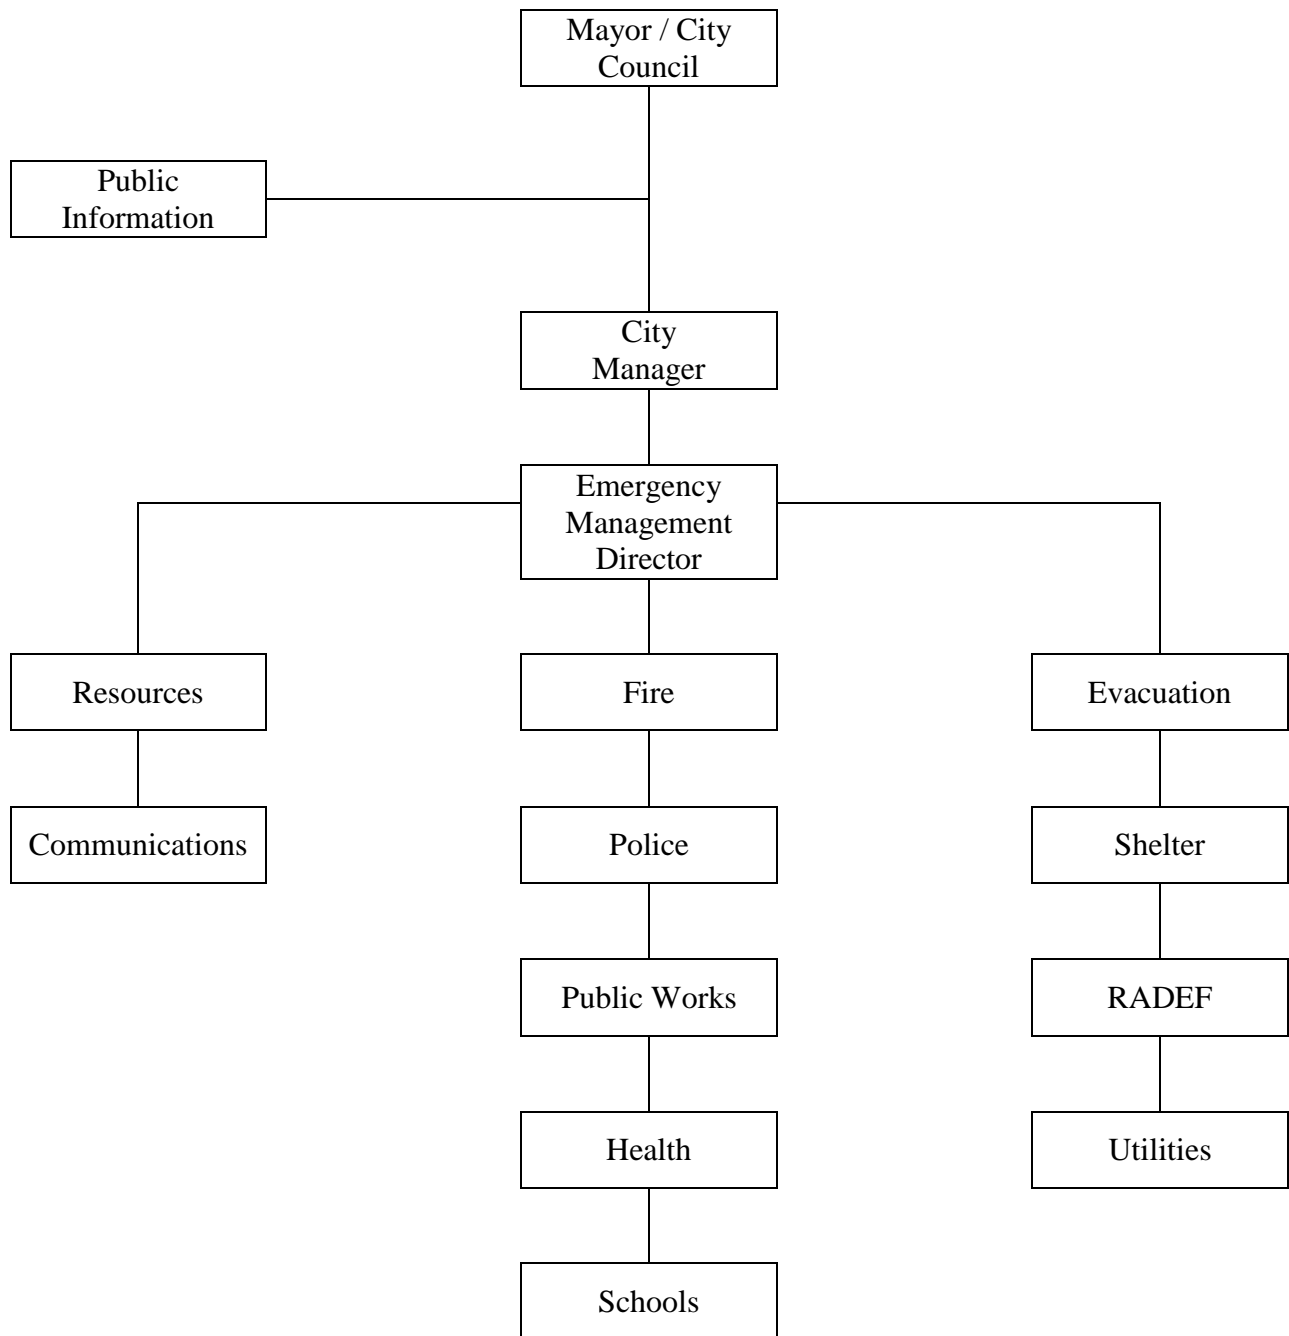 Mayor / City
Council
Public
Information
City
Manager
Emergency
Management
Director
Resources
Fire
Evacuation
Communications
Police
Shelter
Public Works
RADEF
Health
Utilities
Schools